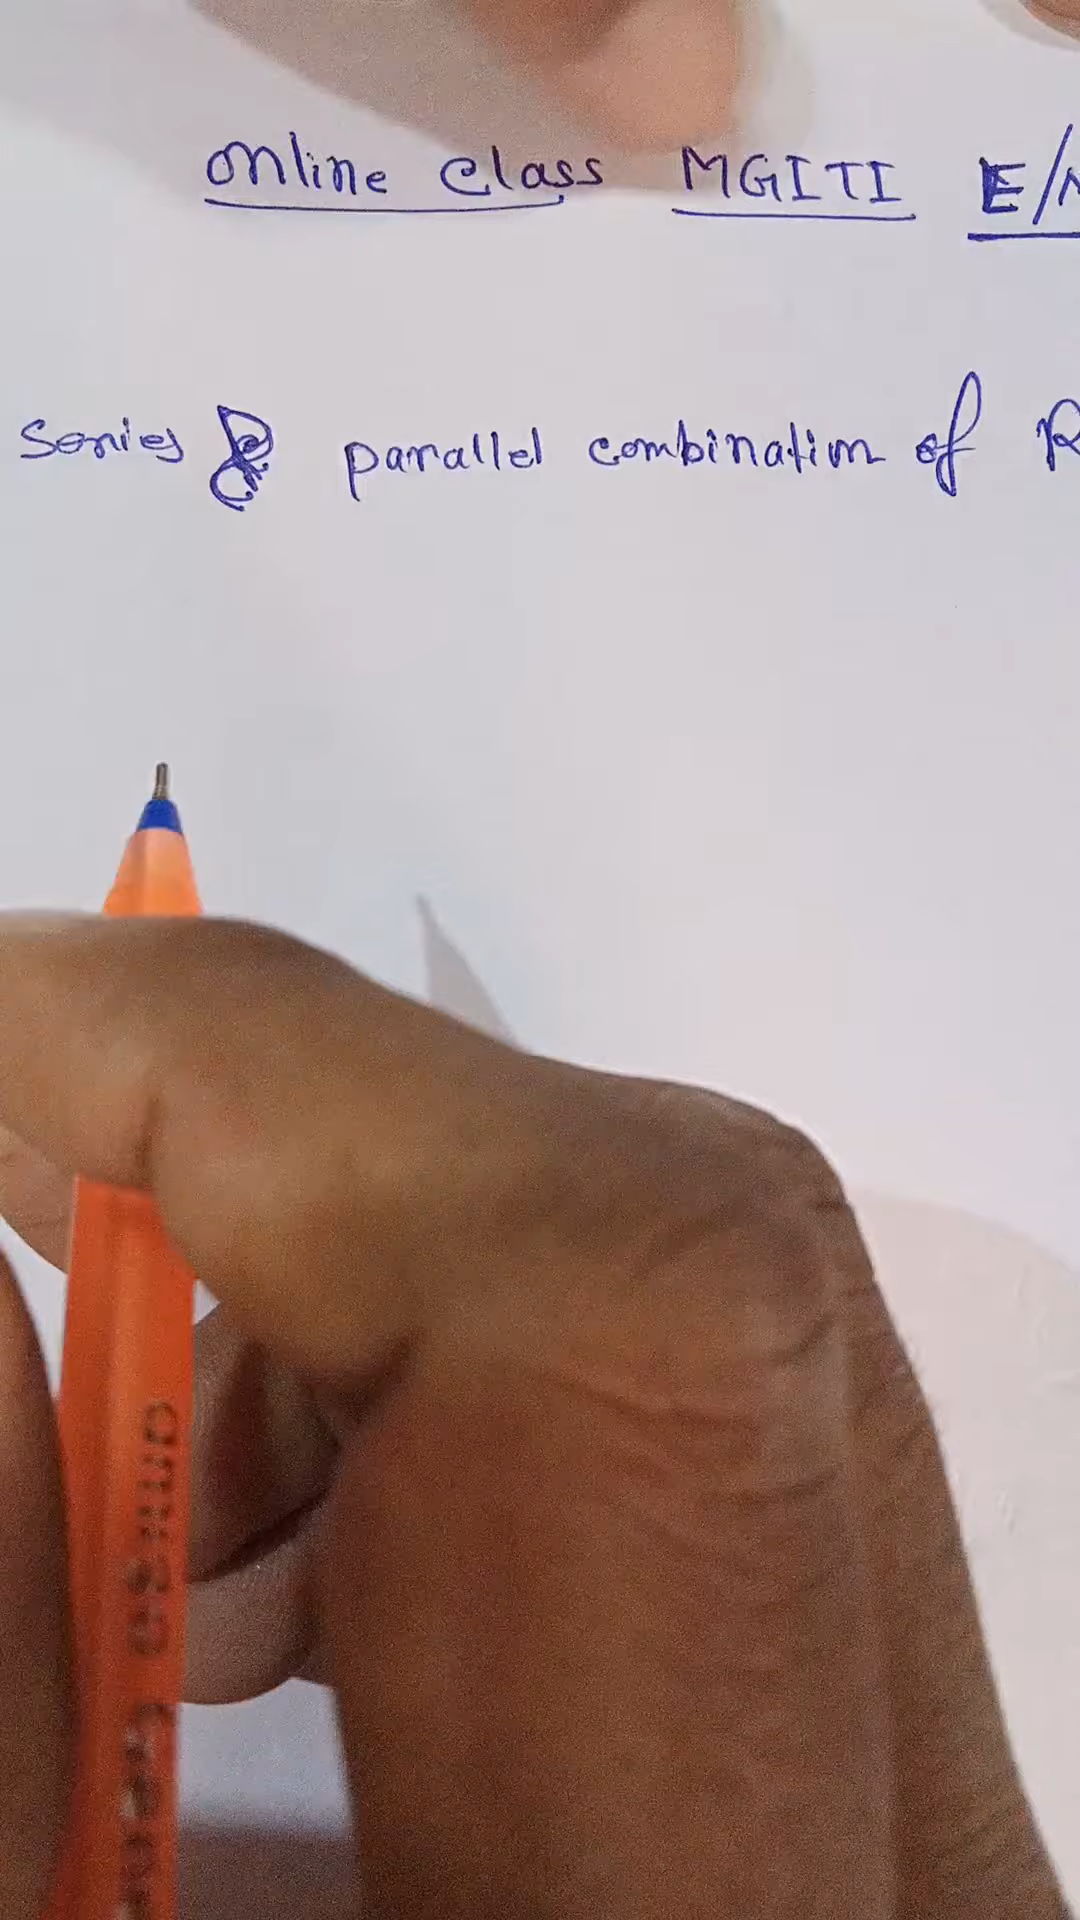 Online Class MGITI E/
Series & parallel combination of R